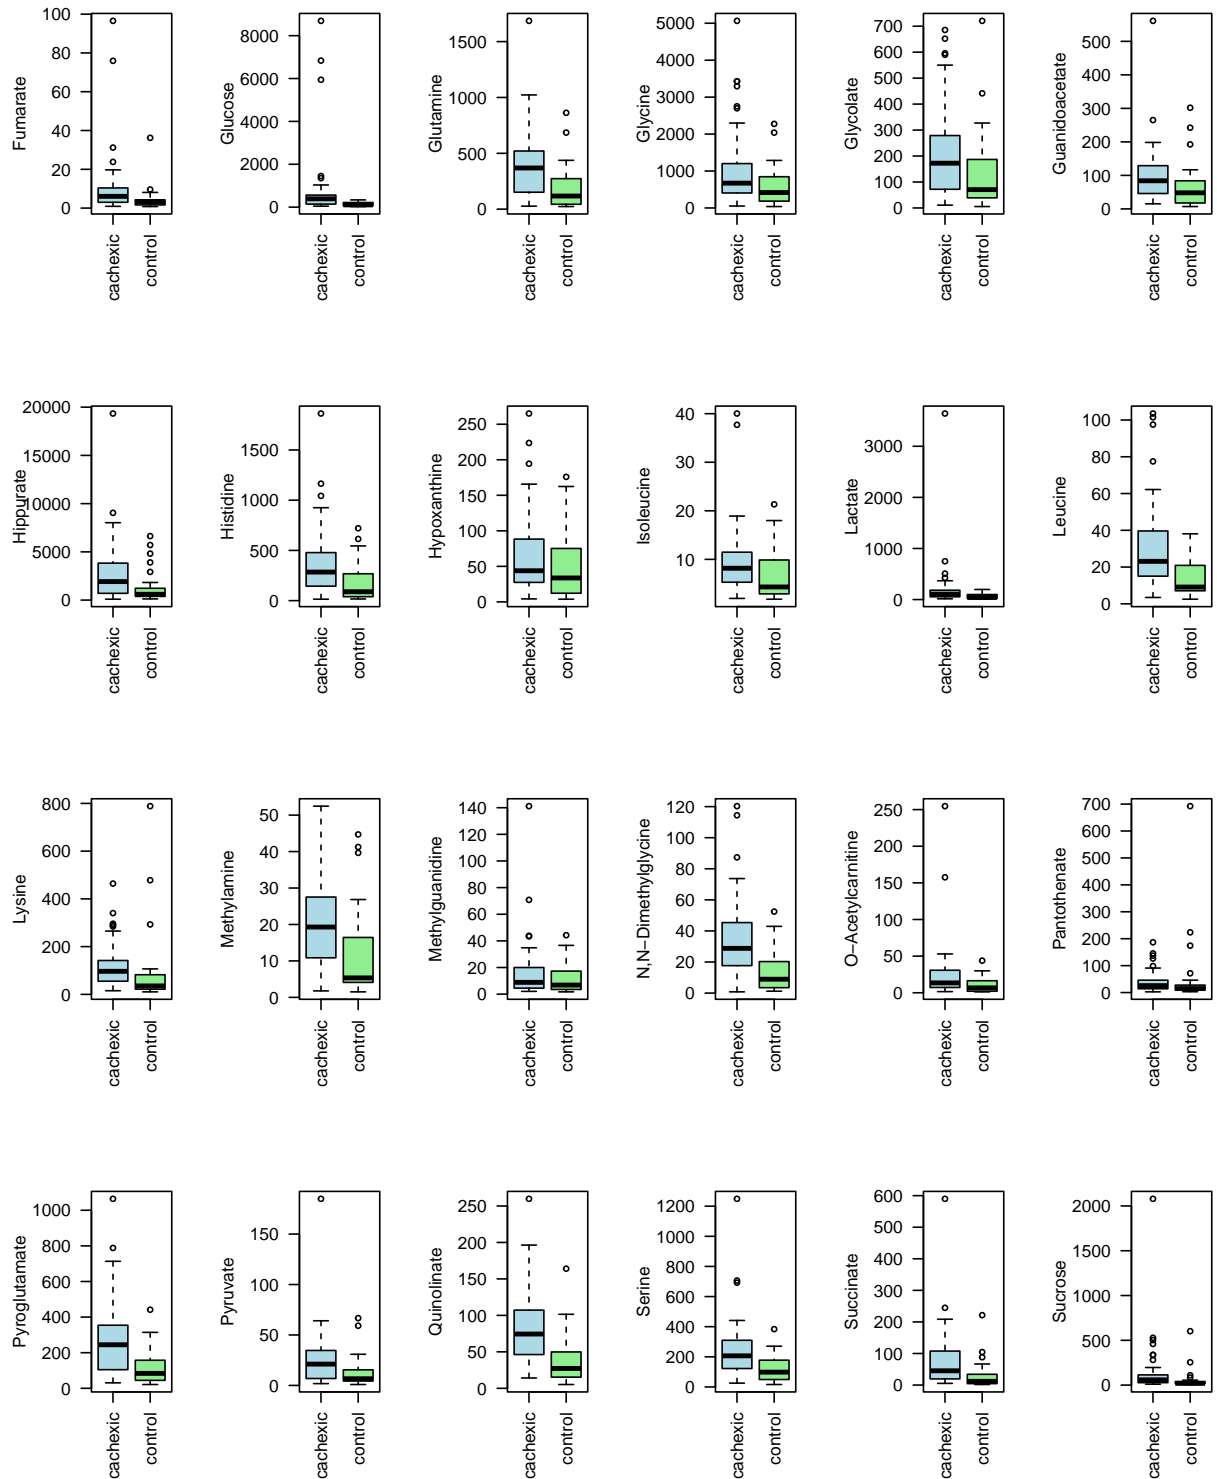 Fumarate
100
80
60
40
20
0
cachexic
control
Glucose
8000
6000
4000
2000
0
cachexic
control
Glutamine
1500
1000
500
0
cachexic
control
Glycine
5000
4000
3000
2000
1000
0
cachexic
control
Glycolate
700
600
500
400
300
200
100
0
cachexic
control
Guanidoacetate
500
400
300
200
100
0
cachexic
control
Hippurate
20000
15000
10000
5000
0
cachexic
control
Histidine
1500
1000
500
0
cachexic
control
Hypoxanthine
250
200
150
100
50
0
cachexic
control
Isoleucine
40
30
20
10
cachexic
control
Lactate
3000
2000
1000
0
cachexic
control
Leucine
100
80
60
40
20
0
cachexic
control
Lysine
800
600
400
200
0
cachexic
control
Methylamine
50
40
30
20
10
0
cachexic
control
Methylguanidine
140
120
100
80
60
40
20
0
cachexic
control
N,N−Dimethylglycine
120
100
80
60
40
20
0
cachexic
control
O−Acetylcarnitine
250
200
150
100
50
0
cachexic
control
Pantothenate
700
600
500
400
300
200
100
0
cachexic
control
Pyroglutamate
1000
800
600
400
200
0
cachexic
control
Pyruvate
150
100
50
0
cachexic
control
Quinolinate
250
200
150
100
50
0
cachexic
control
Serine
1200
1000
800
600
400
200
0
cachexic
control
Succinate
600
500
400
300
200
100
0
cachexic
control
Sucrose
2000
1500
1000
500
0
cachexic
control